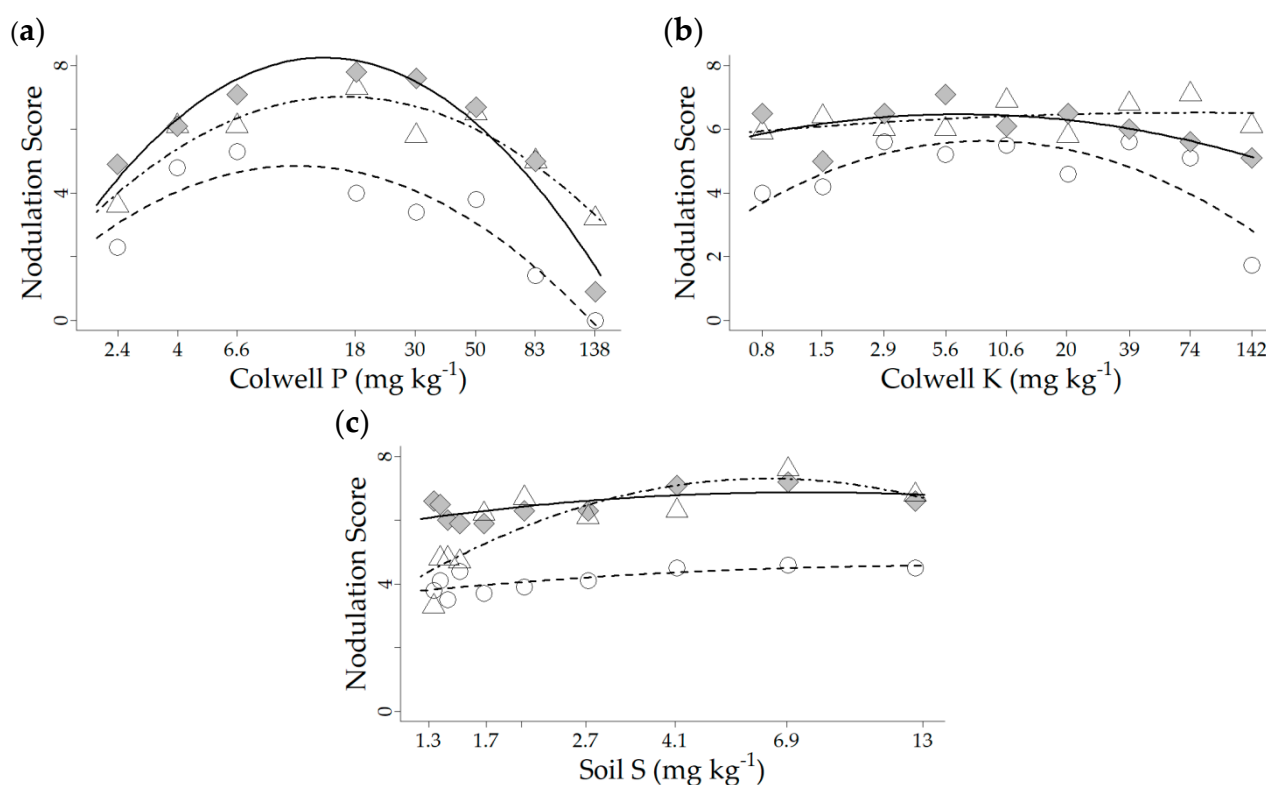 (a)
Nodulation Score
8
4
0
2.4 4 6.6 18 30 50 83 138
Colwell P (mg kg⁻¹)
(b)
Nodulation Score
8
6
4
2
0
0.8 1.5 2.9 5.6 10.6 20 39 74 142
Colwell K (mg kg⁻¹)
(c)
Nodulation Score
8
4
0
1.3 1.7 2.7 4.1 6.9 13
Soil S (mg kg⁻¹)